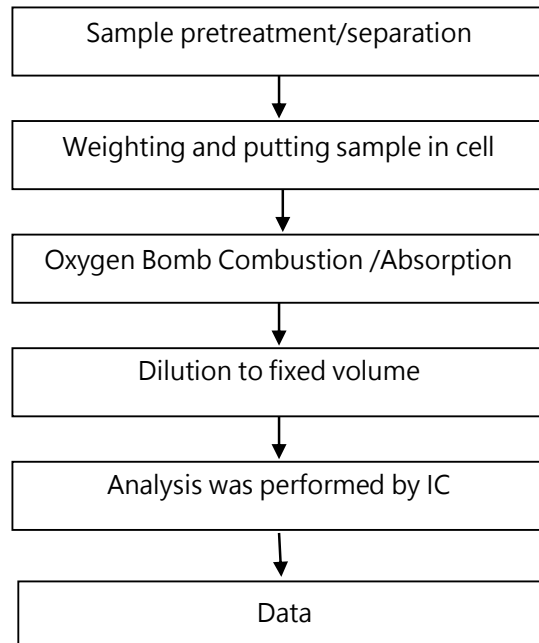 Sample pretreatment/separation
Weighting and putting sample in cell
Oxygen Bomb Combustion /Absorption
Dilution to fixed volume
Analysis was performed by IC
Data